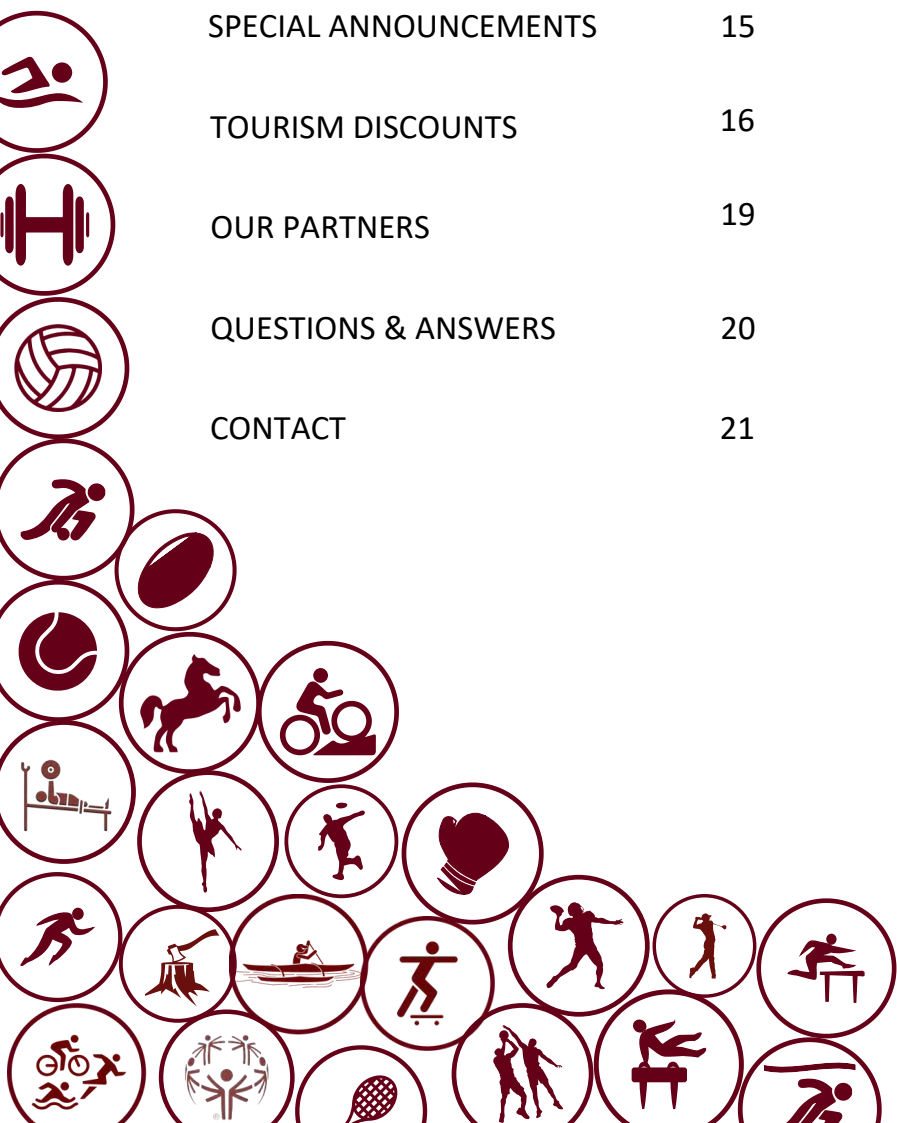 SPECIAL ANNOUNCEMENTS 15
TOURISM DISCOUNTS 16
OUR PARTNERS 19
QUESTIONS & ANSWERS 20
CONTACT 21
©